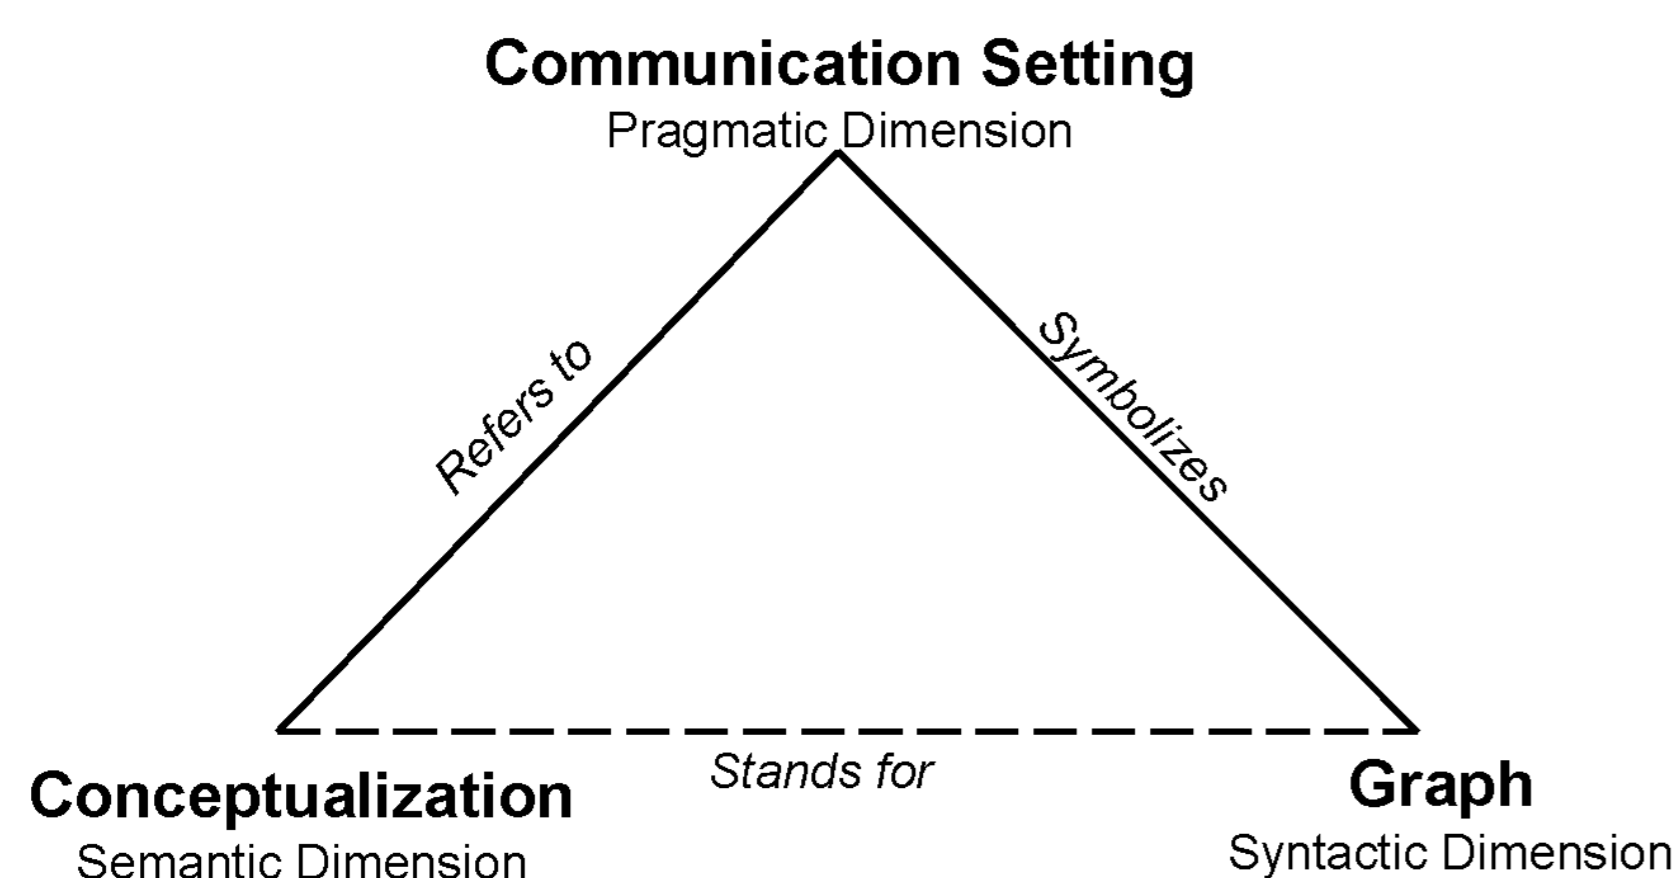 Communication Setting
Pragmatic Dimension
Refers to
Symbolizes
Stands for
Conceptualization
Semantic Dimension
Graph
Syntactic Dimension